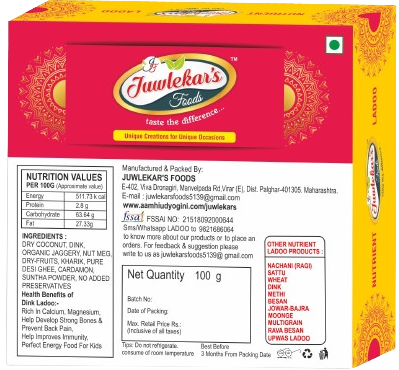 Jf
Juwlekar's
TM
Foods
taste the difference...
Unique Creations for Unique Occasions
NUTRITION VALUES
PER 100G (Approximate value)
Energy 511.73 k cal
Protein 2.8 g
Carbohydrate 63.64 g
Fat 27.33g
INGREDIENTS :
DRY COCONUT, DINK,
ORGANIC JAGGERY, NUT MEG,
DRY-FRUITS, KHARIK, PURE
DESI GHEE, CARDAMON,
SUNTHA POWDER, NO ADDED
PRESERVATIVES
Health Benefits of
Dink Ladoo:-
Rich In Calcium, Magnesium,
Help Develop Strong Bones &
Prevent Back Pain,
Help Improves Immunity,
Perfect Energy Food For Kids
Manufactured & Packed By:
JUWLEKAR'S FOODS
E-402, Viva Dronagiri, Manvelpada Rd.Virar (E), Dist. Palghar-401305. Maharashtra.
E-mail : juwlekarsfoods5139@gmail.com
www.aamhiudyogini.com/juwlekars
fssai FSSAI NO: 21518092000644
Sms/Whatsapp LADOO to 9821686064
to know more about our products or to place an
orders. For feedback & suggestion please
write to us as juwlekarsfoods5139@ gmail.com
Net Quantity 100 g
Batch No:
Date of Packing:
Max. Retail Price Rs.:
(Inclusive of all taxes)
Tips: Do not refrigerate.
consume of room temperature
Best Before
3 Months From Packing Date
OTHER NUTRIENT
LADOO PRODUCTS :
NACHANI (RAGI)
SATTU
WHEAT
DINK
METHI
BESAN
JOWAR-BAJRA
MOONGE
MULTIGRAIN
RAVA BESAN
UPWAS LADOO
NUTRIENT
LADOO
LADOO
Juwlekar's
Foods
NUTRIENT